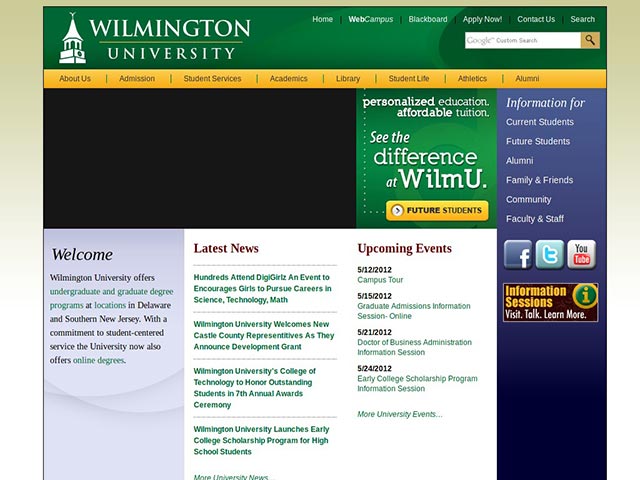 WILMINGTON
UNIVERSITY
Home | WebCampus | Blackboard | Apply Now! | Contact Us | Search
Google Custom Search
About Us | Admission | Student Services | Academics | Library | Student Life | Athletics | Alumni
personalized education.
affordable tuition.
See the
difference
at WilmU.
FUTURE STUDENTS
Information for
Current Students
Future Students
Alumni
Family & Friends
Community
Faculty & Staff
You
Tube
Information
Sessions
Visit. Talk. Learn More.
Welcome
Wilmington University offers
undergraduate and graduate degree
programs at locations in Delaware
and Southern New Jersey. With a
commitment to student-centered
service the University now also
offers online degrees.
Latest News
Hundreds Attend DigiGirlz An Event to
Encourages Girls to Pursue Careers in
Science, Technology, Math
Wilmington University Welcomes New
Castle County Representitives As They
Announce Development Grant
Wilmington University's College of
Technology to Honor Outstanding
Students in 7th Annual Awards
Ceremony
Wilmington University Launches Early
College Scholarship Program for High
School Students
More University News…
Upcoming Events
5/12/2012
Campus Tour
5/15/2012
Graduate Admissions Information
Session- Online
5/21/2012
Doctor of Business Administration
Information Session
5/24/2012
Early College Scholarship Program
Information Session
More University Events…